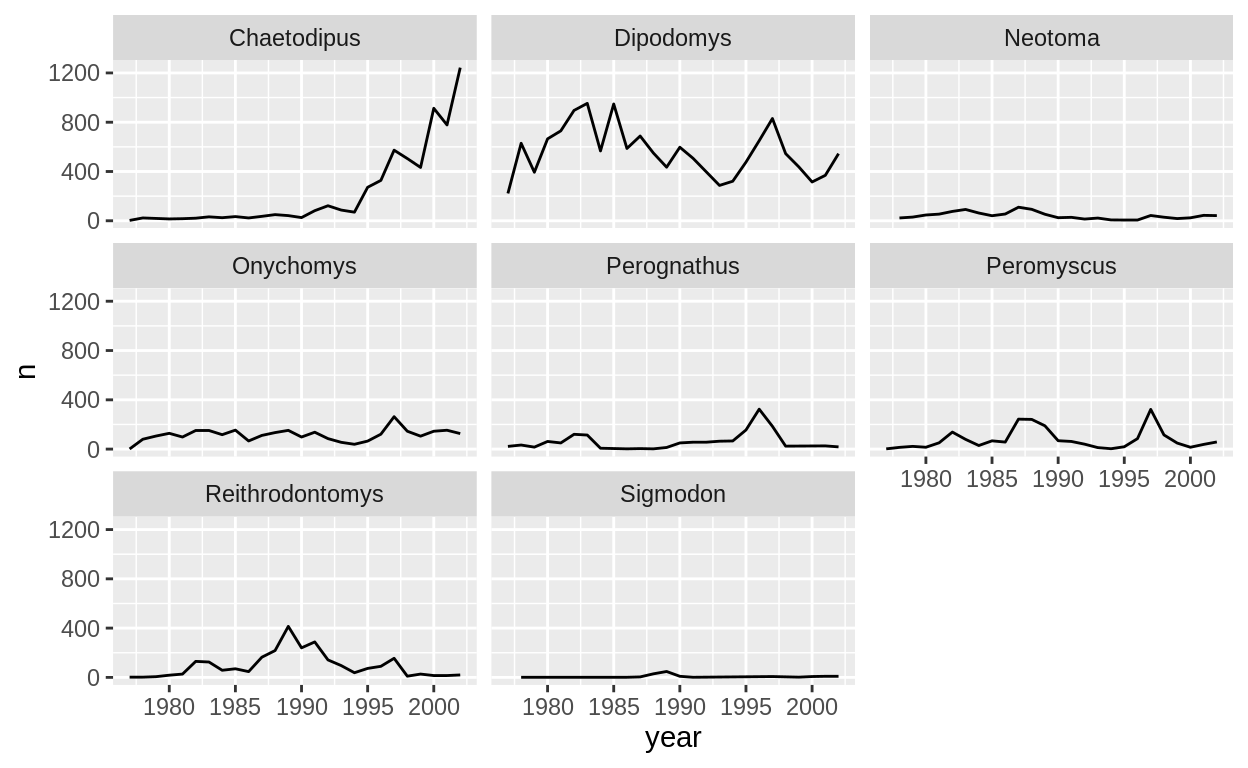 Chaetodipus Dipodomys Neotoma
1200
800
400
0
Onychomys Perognathus Peromyscus
1200
800
400
0
n
1980 1985 1990 1995 2000
Reithrodontomys Sigmodon
1200
800
400
0
1980 1985 1990 1995 2000 1980 1985 1990 1995 2000
year